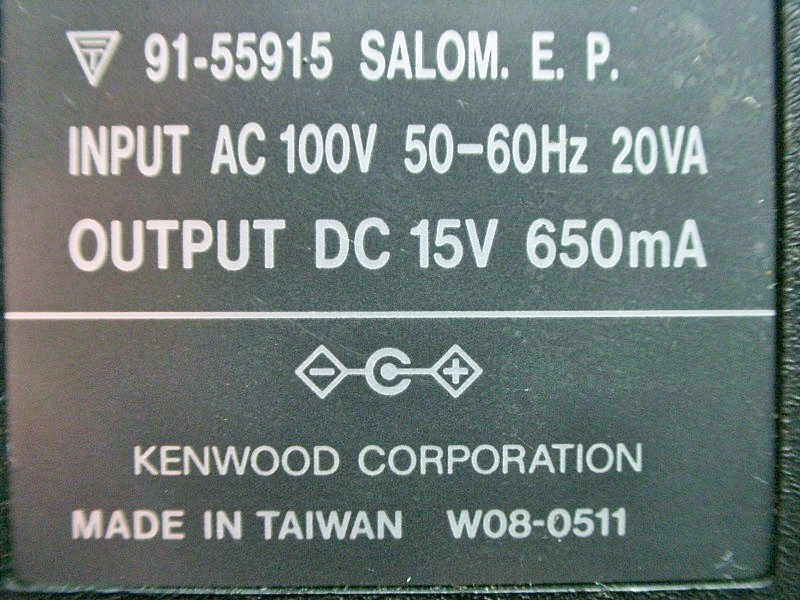 91-55915 SALOM. E. P.
INPUT AC 100V 50-60Hz 20VA
OUTPUT DC 15V 650mA
- C +
KENWOOD CORPORATION
MADE IN TAIWAN W08-0511